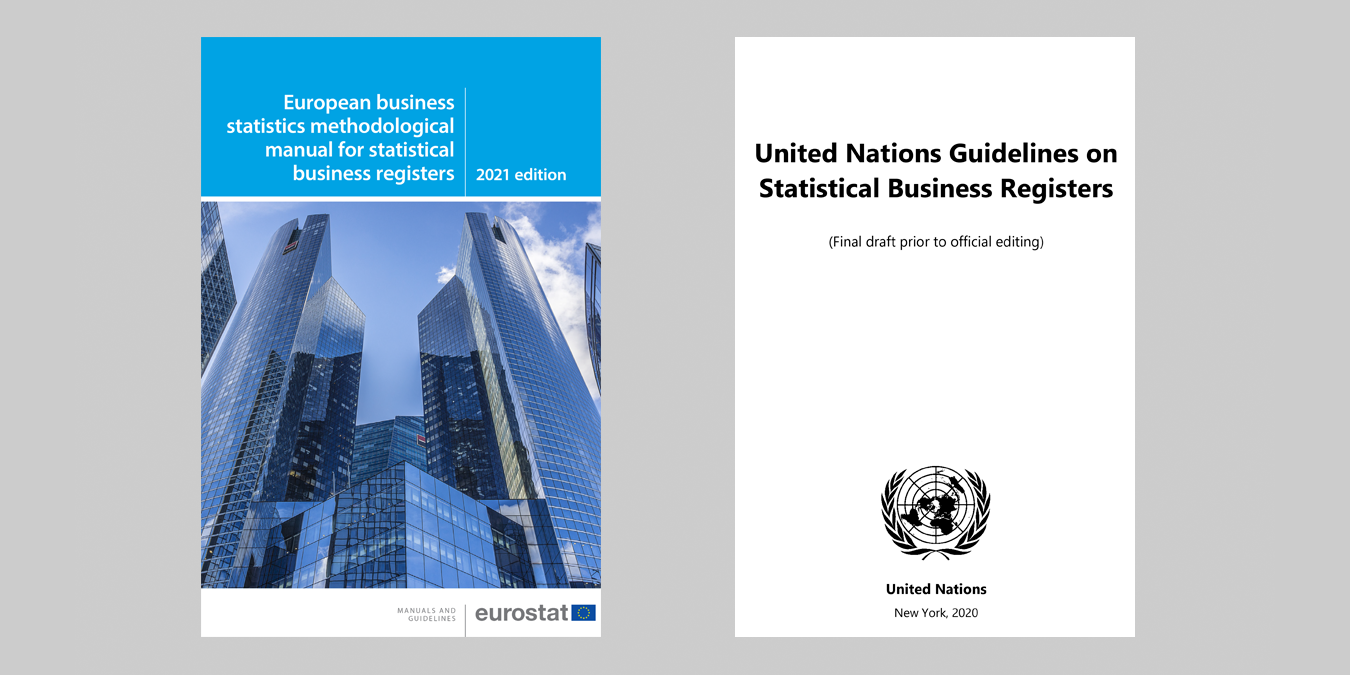 European business
statistics methodological
manual for statistical
business registers
2021 edition
MANUALS AND
GUIDELINES
eurostat
United Nations Guidelines on
Statistical Business Registers
(Final draft prior to official editing)
United Nations
New York, 2020